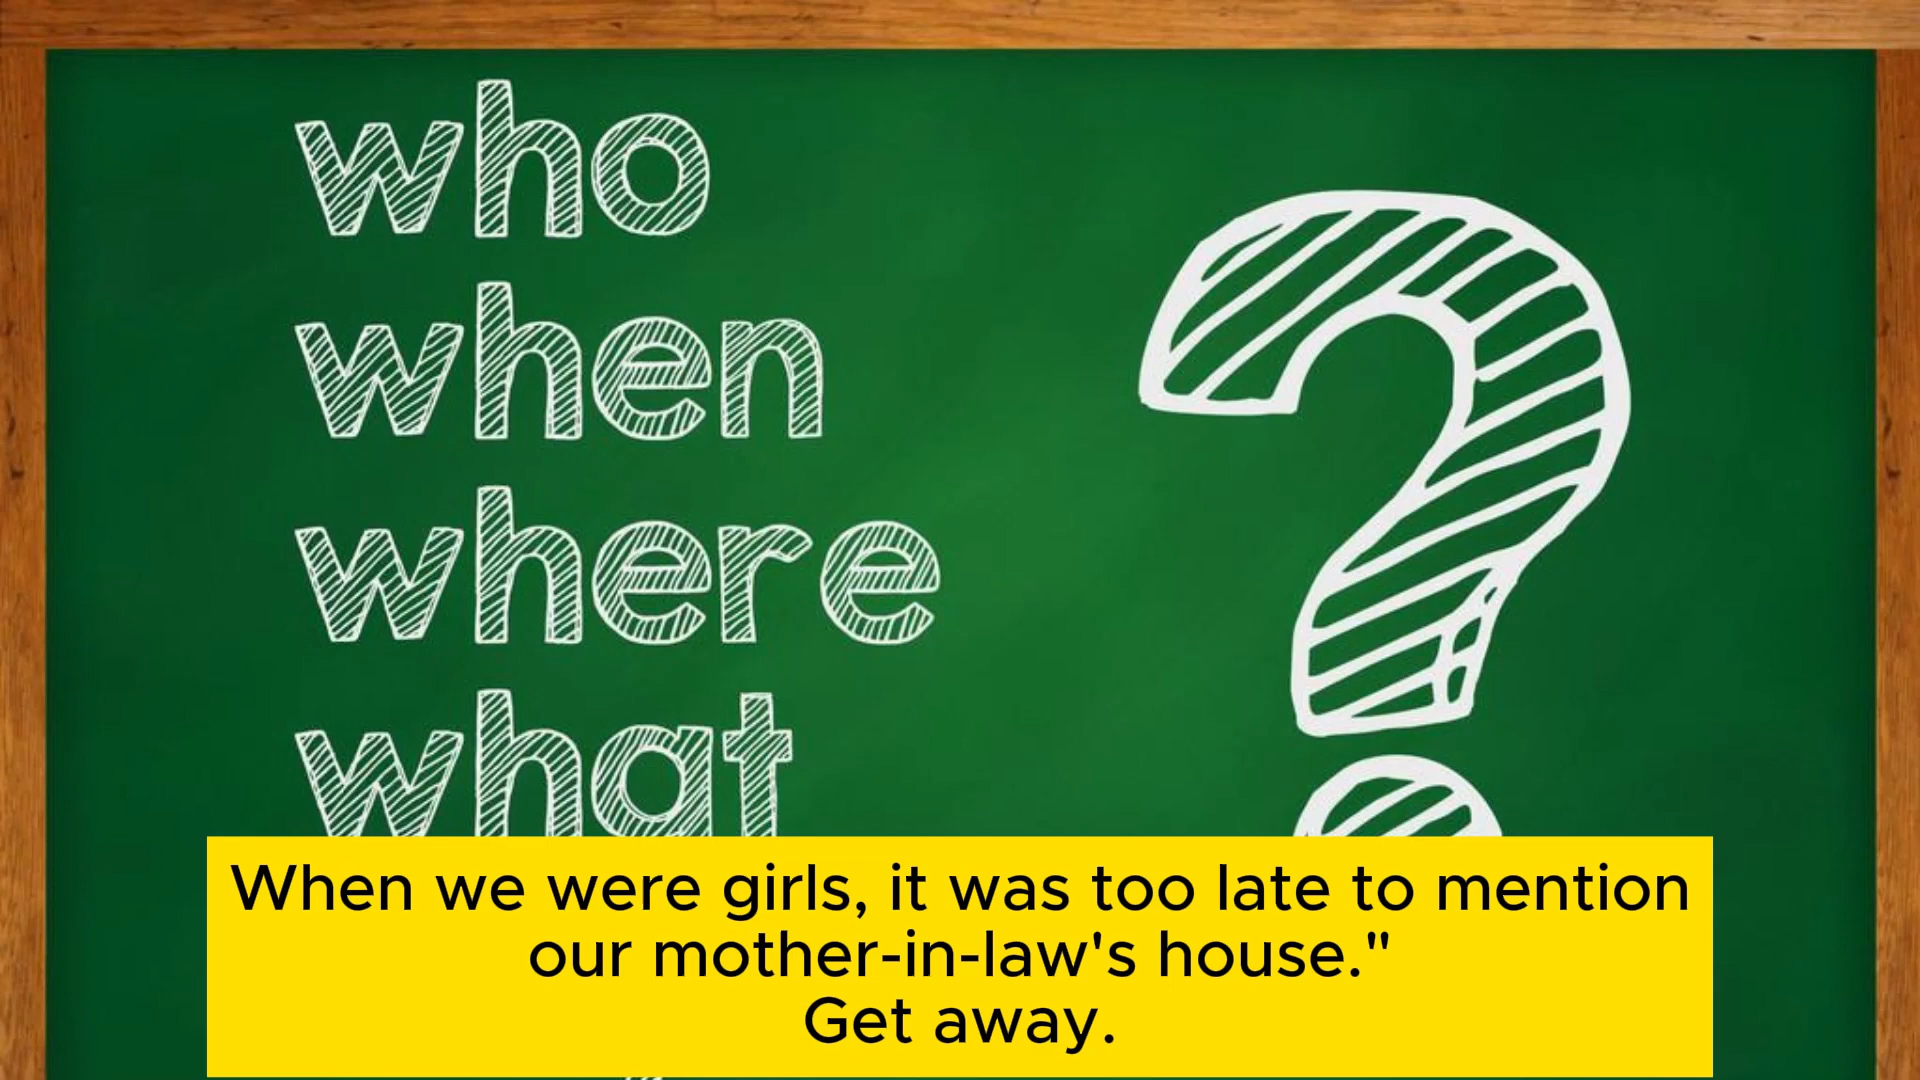 who
when
where
what
?
When we were girls, it was too late to mention
our mother-in-law's house."
Get away.